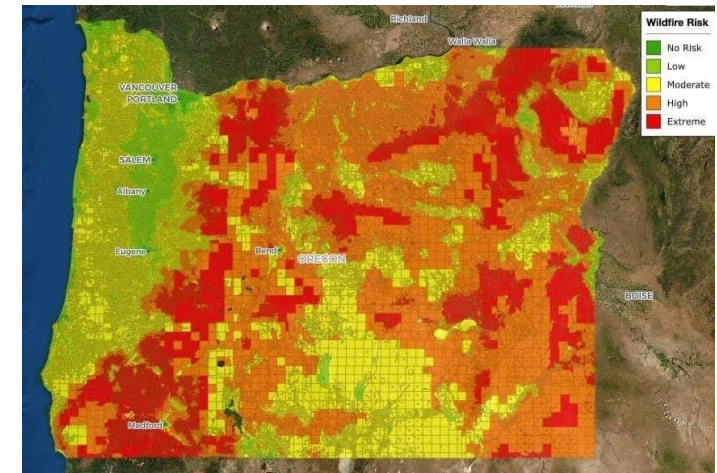 Richland
Walla Walla
Wildfire Risk
No Risk
Low
Moderate
High
Extreme
VANCOUVER
PORTLAND
SALEM
Albany
Eugene
Bend
OREGON
BOISE
Medford